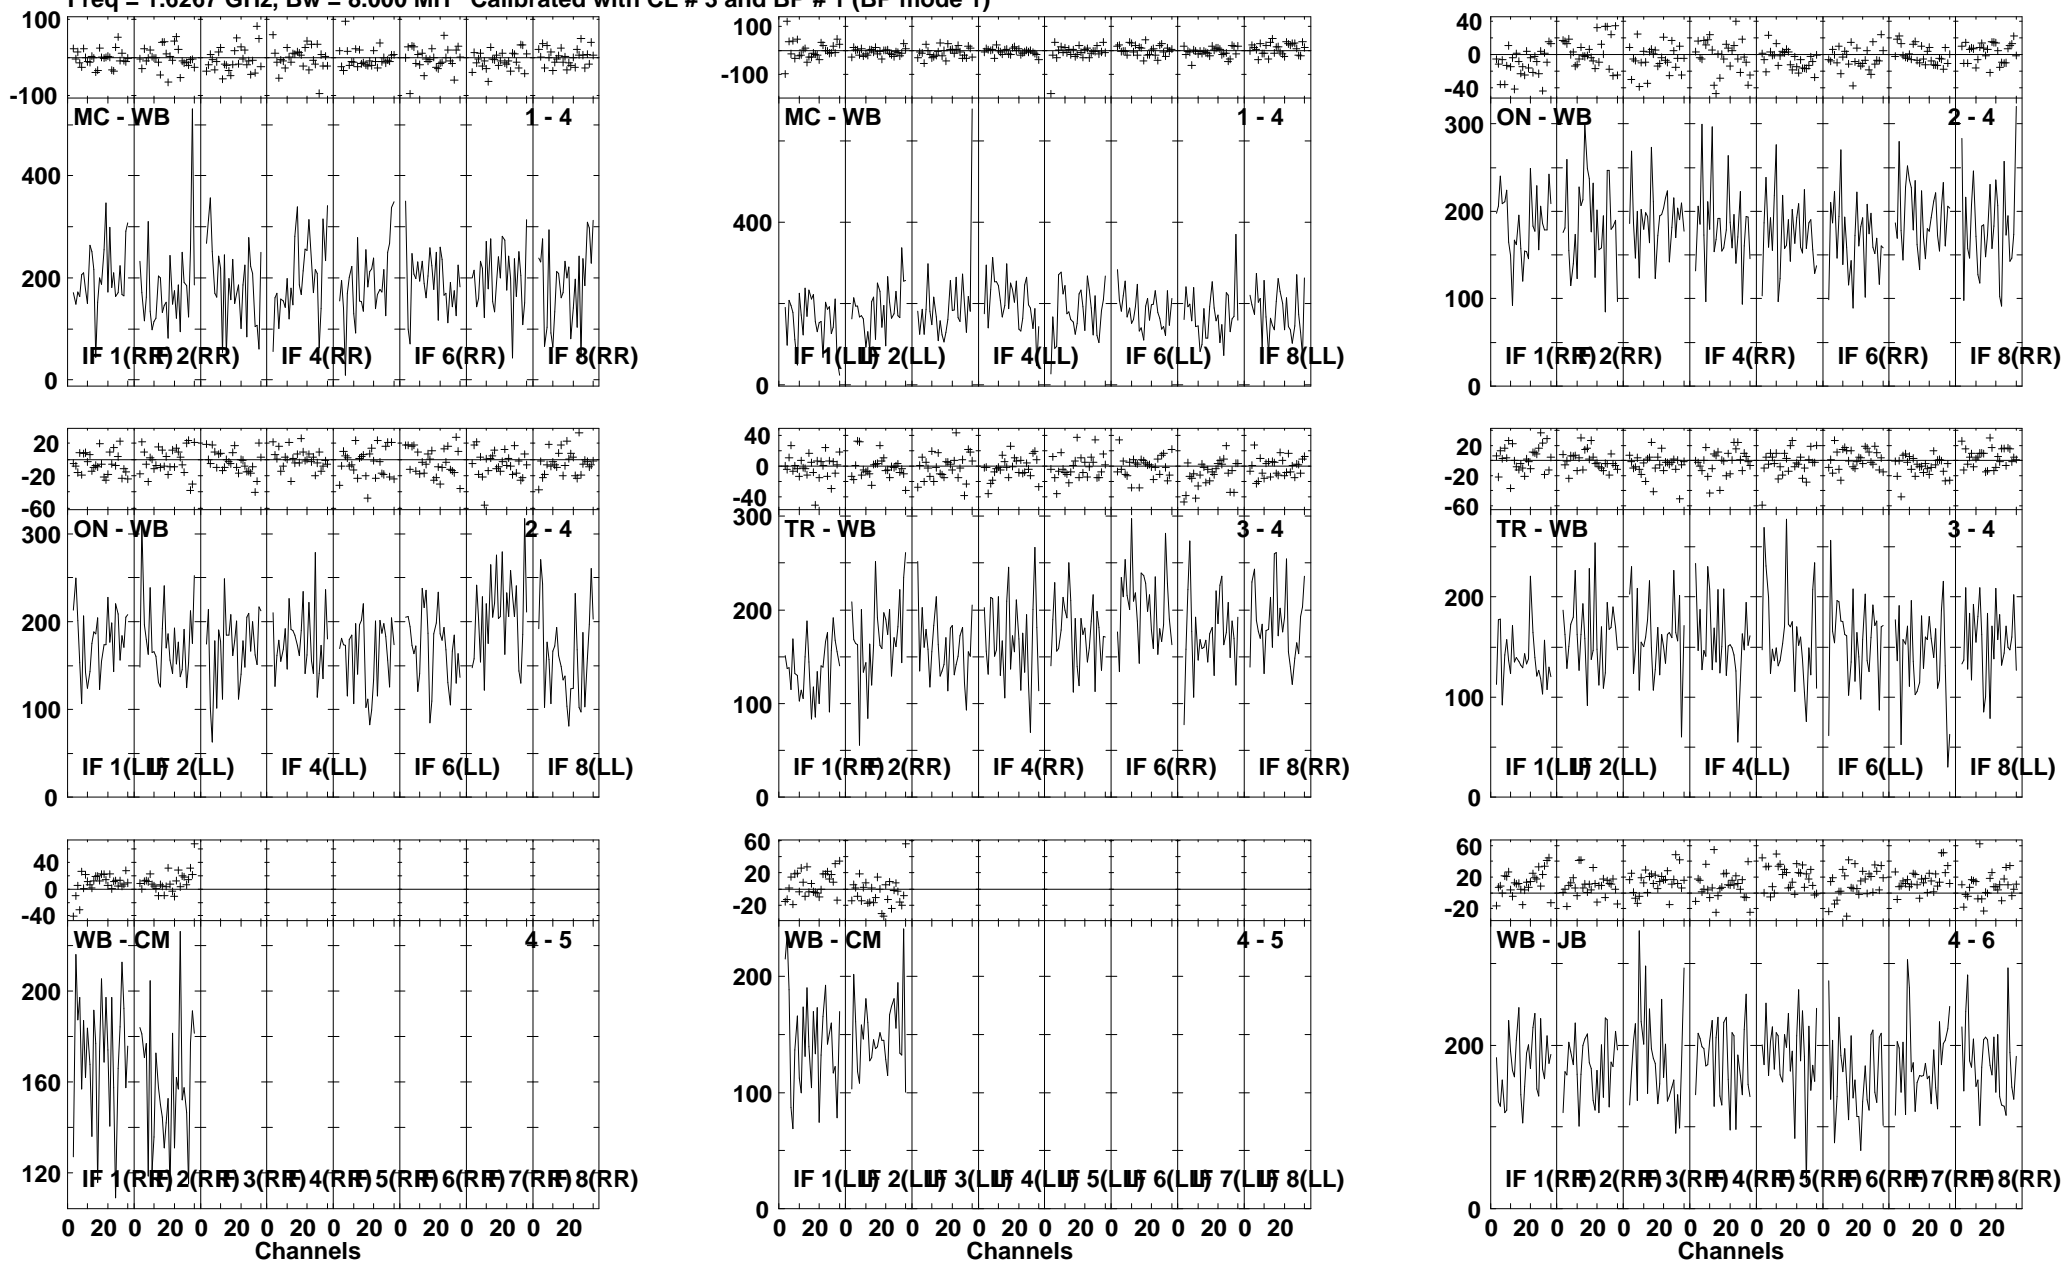 Freq = 1.6267 GHz, Bw = 8.000 MH Calibrated with CL # 3 and BP # 1 (BP mode 1)
100
-100
MC - WB 1 - 4
400
200
0
IF 1(RR) IF 2(RR) IF 4(RR) IF 6(RR) IF 8(RR)
100
-100
MC - WB 1 - 4
400
0
IF 1(LL) IF 2(LL) IF 4(LL) IF 6(LL) IF 8(LL)
40
0
-40
ON - WB 2 - 4
300
200
100
0
IF 1(RR) IF 2(RR) IF 4(RR) IF 6(RR) IF 8(RR)
20
-20
-60
ON - WB 2 - 4
300
200
100
0
IF 1(LL) IF 2(LL) IF 4(LL) IF 6(LL) IF 8(LL)
40
0
-40
TR - WB 3 - 4
300
200
100
0
IF 1(RR) IF 2(RR) IF 4(RR) IF 6(RR) IF 8(RR)
20
-20
-60
TR - WB 3 - 4
200
100
0
IF 1(LL) IF 2(LL) IF 4(LL) IF 6(LL) IF 8(LL)
40
0
-40
WB - CM 4 - 5
200
160
120
IF 1(RR) IF 2(RR) IF 3(RR) IF 4(RR) IF 5(RR) IF 6(RR) IF 7(RR) IF 8(RR)
0 20 0 20 0 20 0 20 0 20 0 20 0 20 0 20
Channels
60
20
-20
WB - CM 4 - 5
200
100
0
IF 1(LL) IF 2(LL) IF 3(LL) IF 4(LL) IF 5(LL) IF 6(LL) IF 7(LL) IF 8(LL)
0 20 0 20 0 20 0 20 0 20 0 20 0 20 0 20
Channels
60
20
-20
WB - JB 4 - 6
200
0
IF 1(RR) IF 2(RR) IF 3(RR) IF 4(RR) IF 5(RR) IF 6(RR) IF 7(RR) IF 8(RR)
0 20 0 20 0 20 0 20 0 20 0 20 0 20 0 20
Channels